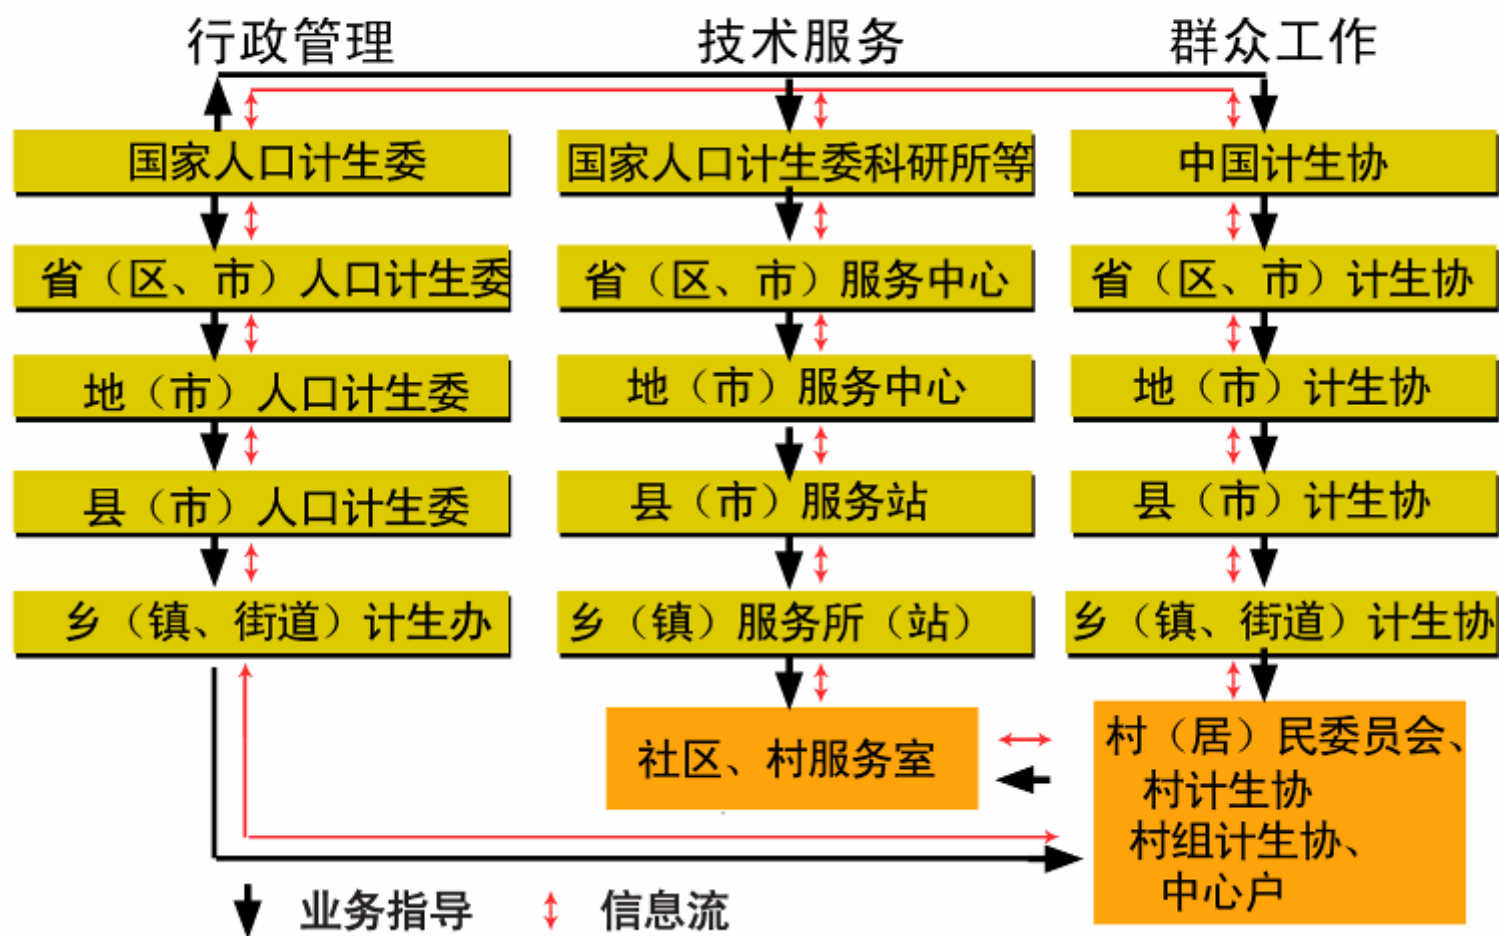 行政管理
技术服务
群众工作
国家人口计生委
国家人口计生委科研所等
中国计生协
省（区、市）人口计生委
省（区、市）服务中心
省（区、市）计生协
地（市）人口计生委
地（市）服务中心
地（市）计生协
县（市）人口计生委
县（市）服务站
县（市）计生协
乡（镇、街道）计生办
乡（镇）服务所（站）
乡（镇、街道）计生协
社区、村服务室
村（居）民委员会、
村计生协
村组计生协、
中心户
业务指导
信息流